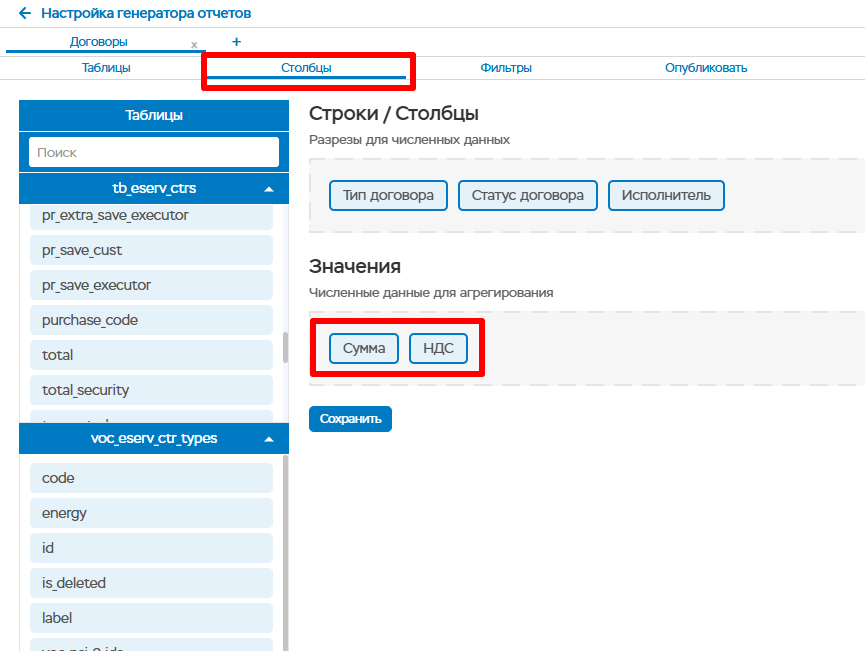 Настройка генератора отчетов
Договоры x +
Таблицы Столбцы Фильтры Опубликовать
Таблицы
Поиск
tb_eserv_ctrs
pr_extra_save_executor
pr_save_cust
pr_save_executor
purchase_code
total
total_security
voc_eserv_ctr_types
code
energy
id
is_deleted
label
Строки / Столбцы
Разрезы для численных данных
Тип договора Статус договора Исполнитель
Значения
Численные данные для агрегирования
Сумма НДС
Сохранить